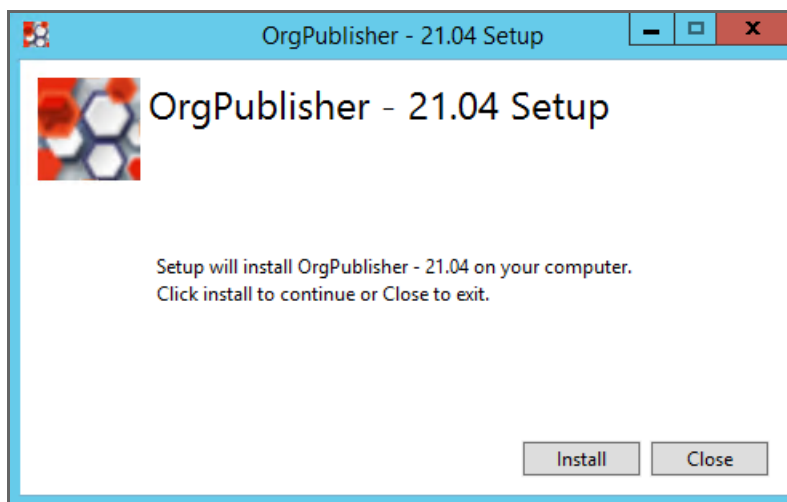 OrgPublisher - 21.04 Setup
OrgPublisher - 21.04 Setup
Setup will install OrgPublisher - 21.04 on your computer.
Click install to continue or Close to exit.
Install Close